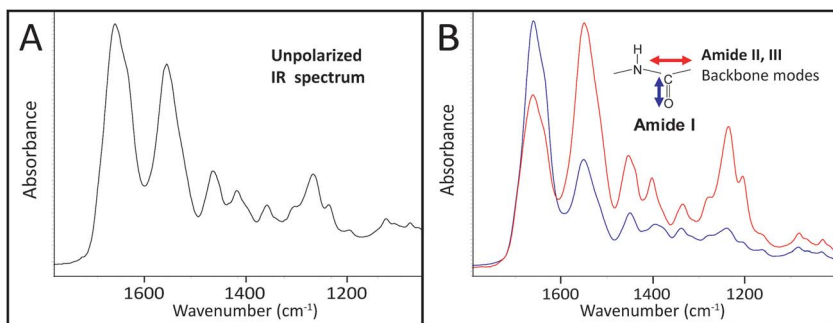 A
Unpolarized
IR spectrum
Absorbance
1600
1400
1200
Wavenumber (cm⁻¹)
B
H
N
C
O
Amide II, III
Backbone modes
Amide I
Absorbance
1600
1400
1200
Wavenumber (cm⁻¹)